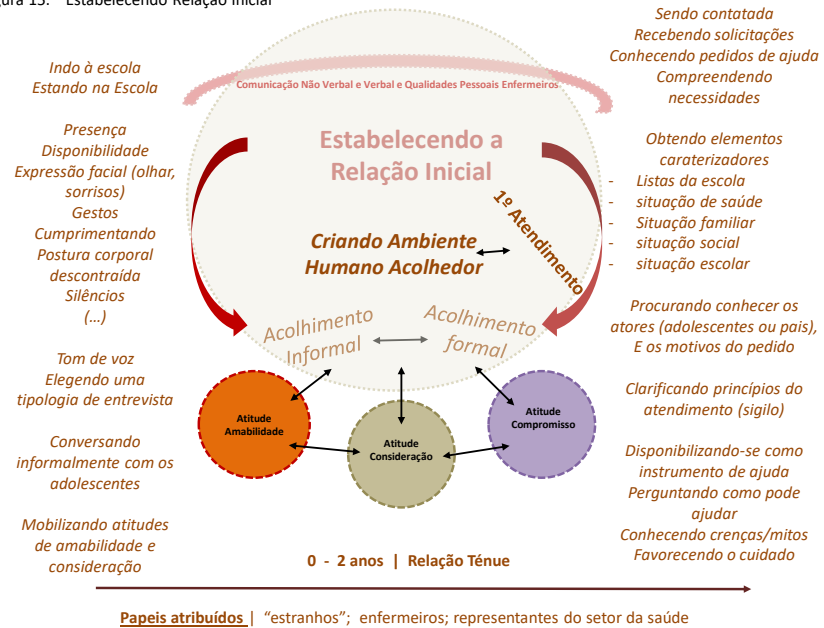 Estabelecendo Relação Inicial
Indo à escola
Estando na Escola
Presença
Disponibilidade
Expressão facial (olhar,
sorrisos)
Gestos
Cumprimentando
Postura corporal
descontraída
Silêncios
(...)
Tom de voz
Elegendo uma
tipologia de entrevista
Conversando
informalmente com os
adolescentes
Mobilizando atitudes
de amabilidade e
consideração
Comunicação Não Verbal e Verbal e Qualidades Pessoais Enfermeiros
Estabelecendo a
Relação Inicial
Criando Ambiente
Humano Acolhedor
1º Atendimento
Acolhimento
Informal
Acolhimento
formal
Atitude
Amabilidade
Atitude
Consideração
Atitude
Compromisso
0 - 2 anos | Relação Ténue
Sendo contatada
Recebendo solicitações
Conhecendo pedidos de ajuda
Compreendendo
necessidades
Obtendo elementos
caraterizadores
- Listas da escola
- situação de saúde
- Situação familiar
- situação social
- situação escolar
Procurando conhecer os
atores (adolescentes ou pais),
E os motivos do pedido
Clarificando princípios do
atendimento (sigilo)
Disponibilizando-se como
instrumento de ajuda
Perguntando como pode
ajudar
Conhecendo crenças/mitos
Favorecendo o cuidado
Papeis atribuídos | "estranhos"; enfermeiros; representantes do setor da saúde